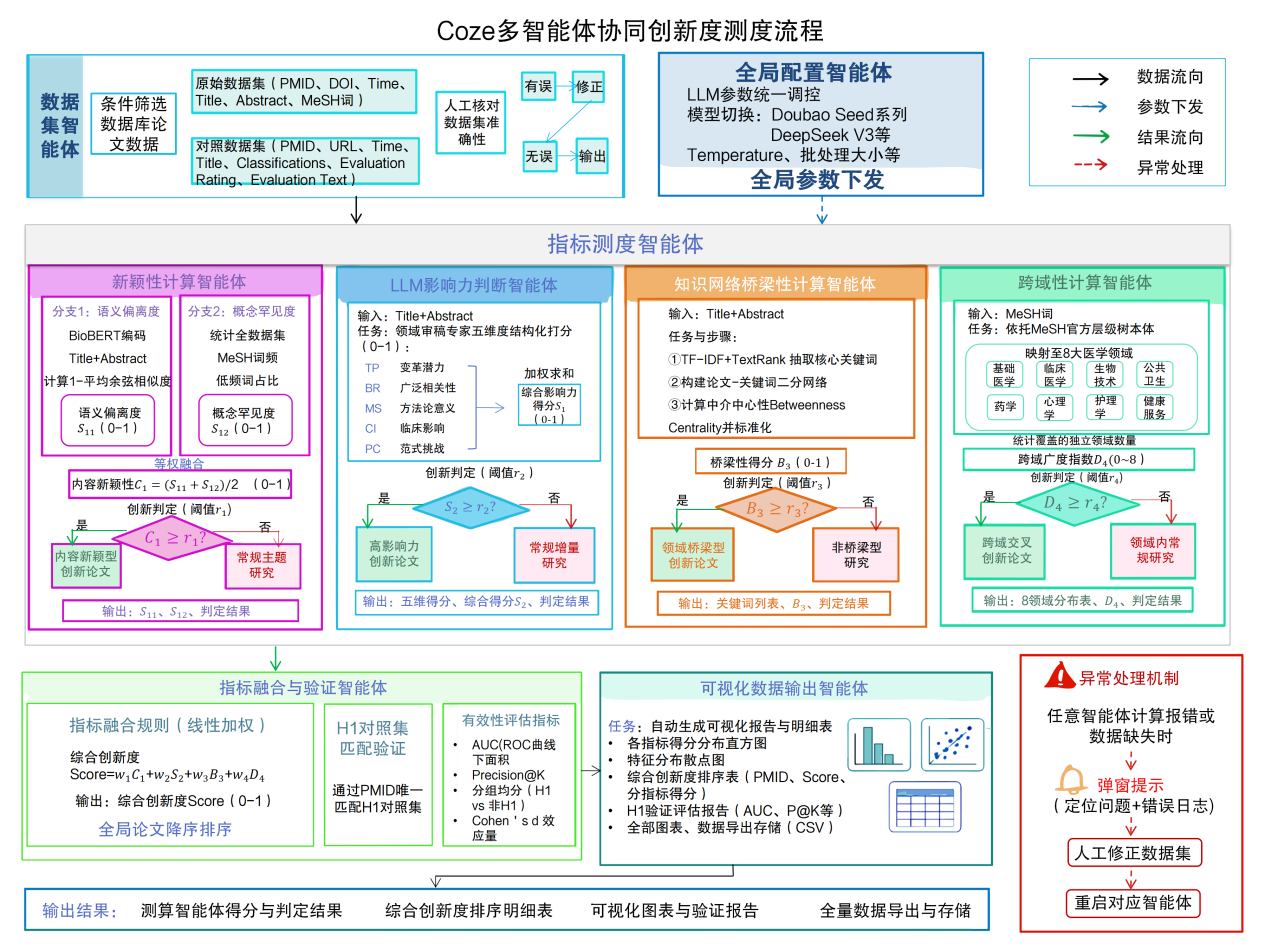 Coze多智能体协同创新度测度流程
数据
集智
能体
条件筛选
数据库论
文数据
原始数据集（PMID、DOI、Time、
Title、Abstract、MeSH词）
对照数据集（PMID、URL、Time、
Title、Classifications、Evaluation
Rating、Evaluation Text）
人工核对
数据集准
确性
有误
修正
无误
输出
全局配置智能体
LLM参数统一调控
模型切换：Doubao Seed系列
DeepSeek V3等
Temperature、批处理大小等
全局参数下发
数据流向
参数下发
结果流向
异常处理
指标测度智能体
新颖性计算智能体
分支1：语义偏离度
BioBERT编码
Title+Abstract
计算1-平均余弦相似度
语义偏离度
S₁₁（0-1）
分支2：概念罕见度
统计全数据集
MeSH词频
低频词占比
概念罕见度
S₁₂（0-1）
等权融合
内容新颖性C₁ = (S₁₁ + S₁₂)/2 （0-1）
创新判定（阈值r₁）
是
C₁ ≥ r₁?
否
内容新颖型
创新论文
常规主题
研究
输出：S₁₁、S₁₂、判定结果
LLM影响力判断智能体
输入：Title+Abstract
任务：领域审稿专家五维度结构化打分
（0-1）:
TP 变革潜力
BR 广泛相关性
MS 方法论意义
CI 临床影响
PC 范式挑战
加权求和
综合影响力
得分S₁
（0-1）
创新判定（阈值r₂）
是
S₂ ≥ r₂?
否
高影响力
创新论文
常规增量
研究
输出：五维得分、综合得分S₂、判定结果
知识网络桥梁性计算智能体
输入：Title+Abstract
任务与步骤:
①TF-IDF+TextRank 抽取核心关键词
②构建论文-关键词二分网络
③计算中介中心性Betweenness
Centrality并标准化
桥梁性得分 B₃（0-1）
创新判定（阈值r₃）
是
B₃ ≥ r₃?
否
领域桥梁型
创新论文
非桥梁型
研究
输出：关键词列表、B₃、判定结果
跨域性计算智能体
输入：MeSH词
任务：依托MeSH官方层级树本体
映射至8大医学领域
基础
医学
临床
医学
生物
技术
公共
卫生
药学
心理
学
护理
学
健康
服务
统计覆盖的独立领域数量
跨域广度指数D₄(0~8）
创新判定（阈值r₄）
是
D₄ ≥ r₄?
否
跨域交叉
创新论文
领域内常
规研究
输出：8领域分布表、D₄、判定结果
指标融合与验证智能体
指标融合规则（线性加权）
综合创新度
Score=w₁C₁+w₂S₂+w₃B₃+w₄D₄
输出：综合创新度Score（0-1）
全局论文降序排序
H1对照集
匹配验证
通过PMID唯一
匹配H1对照集
有效性评估指标
• AUC(ROC曲线
下面积
• Precision@K
• 分组均分（H1
vs 非H1）
• Cohen＇s d 效
应量
可视化数据输出智能体
任务：自动生成可视化报告与明细表
• 各指标得分分布直方图
• 特征分布散点图
• 综合创新度排序表（PMID、Score、
分指标得分）
• H1验证评估报告（AUC、P@K等）
• 全部图表、数据导出存储（CSV）
异常处理机制
任意智能体计算报错或
数据缺失时
弹窗提示
（ 定位问题+错误日志）
人工修正数据集
重启对应智能体
输出结果： 测算智能体得分与判定结果 综合创新度排序明细表 可视化图表与验证报告 全量数据导出与存储